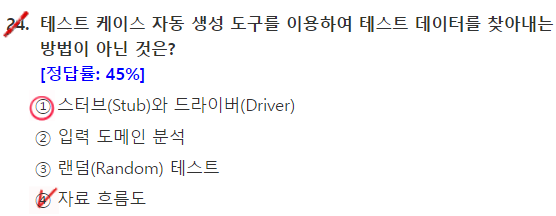 24. 테스트 케이스 자동 생성 도구를 이용하여 테스트 데이터를 찾아내는
방법이 아닌 것은?
[정답률: 45%]
① 스터브(Stub)와 드라이버(Driver)
② 입력 도메인 분석
③ 랜덤(Random) 테스트
④ 자료 흐름도